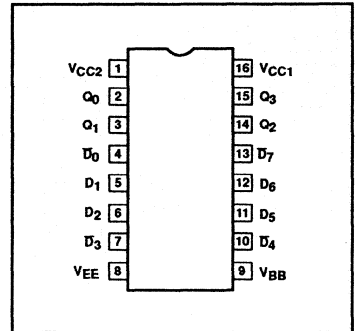 VCC2 1 16 VCC1
Q0 2 15 Q3
Q1 3 14 Q2
D̅0 4 13 D̅7
D1 5 12 D6
D2 6 11 D5
D̅3 7 10 D̅4
VEE 8 9 VBB